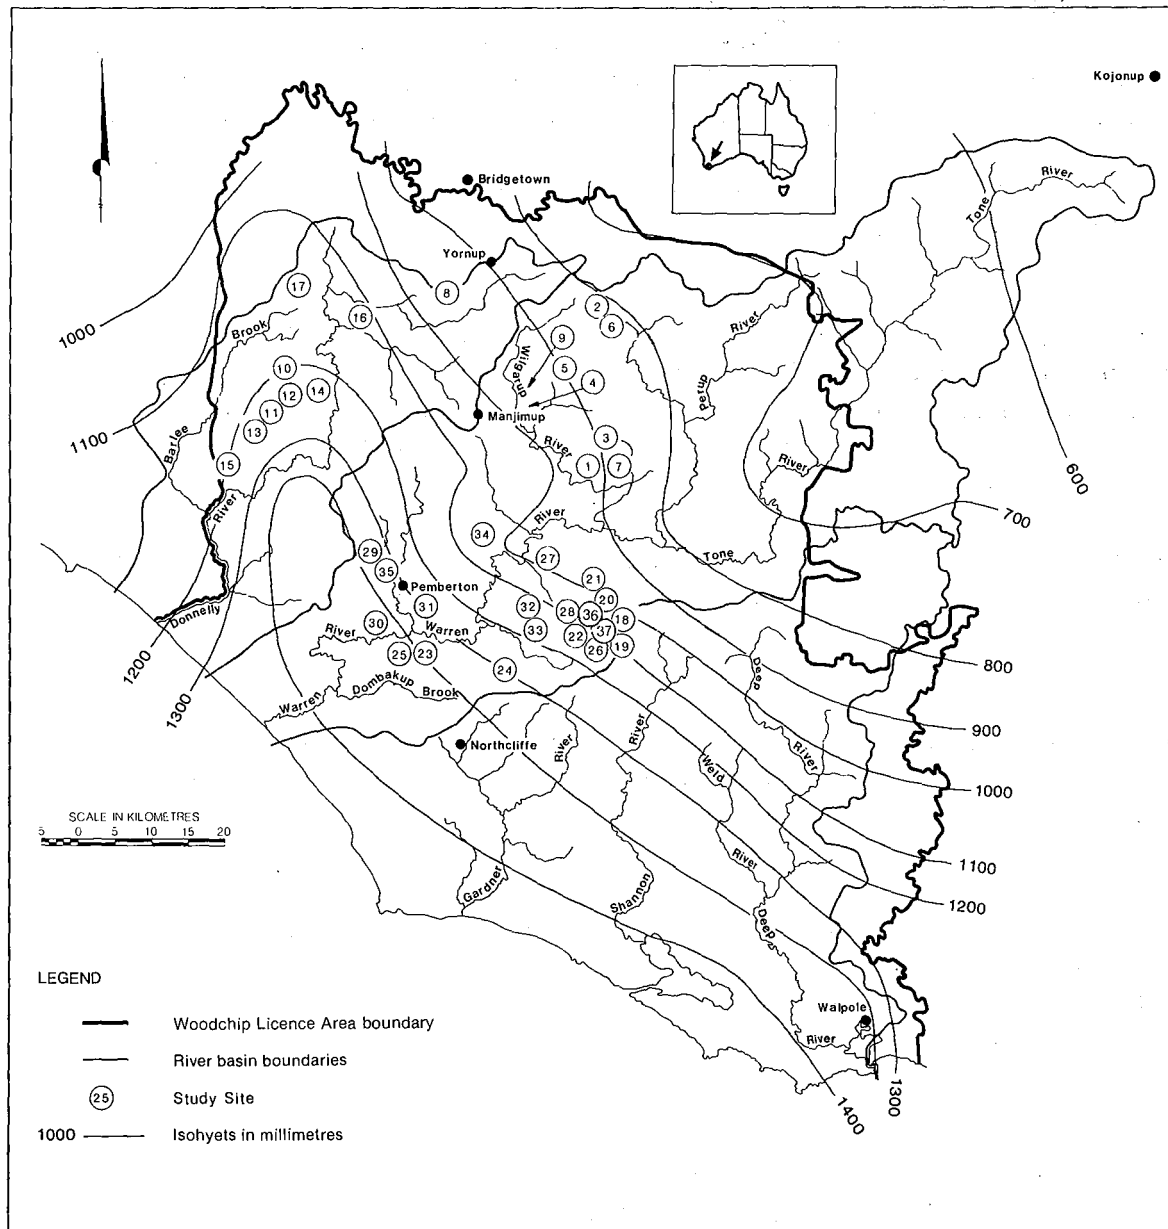 Kojonup
Bridgetown
River
Tone
Yornup
17
8
2
6
16
1000
Brook
9
River
Wilgarup
5
4
10
Perup
12
14
11
Manjimup
1100
13
Barlee
3
River
600
15
1
7
River
River
River
700
34
Tone
29
27
35
21
Pemberton
20
31
32
28
36
18
Donnelly
30
River
Warren
33
22
37
19
1200
25
23
26
800
24
Deep
Dombakup
Brook
1300
Warren
900
River
Northcliffe
River
River
Weld
1000
SCALE IN KILOMETRES
5 0 5 10 15 20
1100
River
Gardner
Shannon
1200
Deep
LEGEND
Walpole
Woodchip Licence Area boundary
River
River basin boundaries
25 Study Site
1300
1400
1000 Isohyets in millimetres